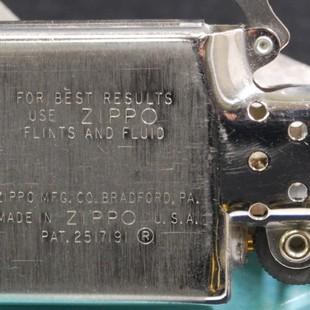 FOR BEST RESULTS
USE ZIPPO
FLINTS AND FLUID
ZIPPO MFG. CO. BRADFORD, PA.
MADE IN ZIPPO U.S.A.
PAT. 2517191 ®